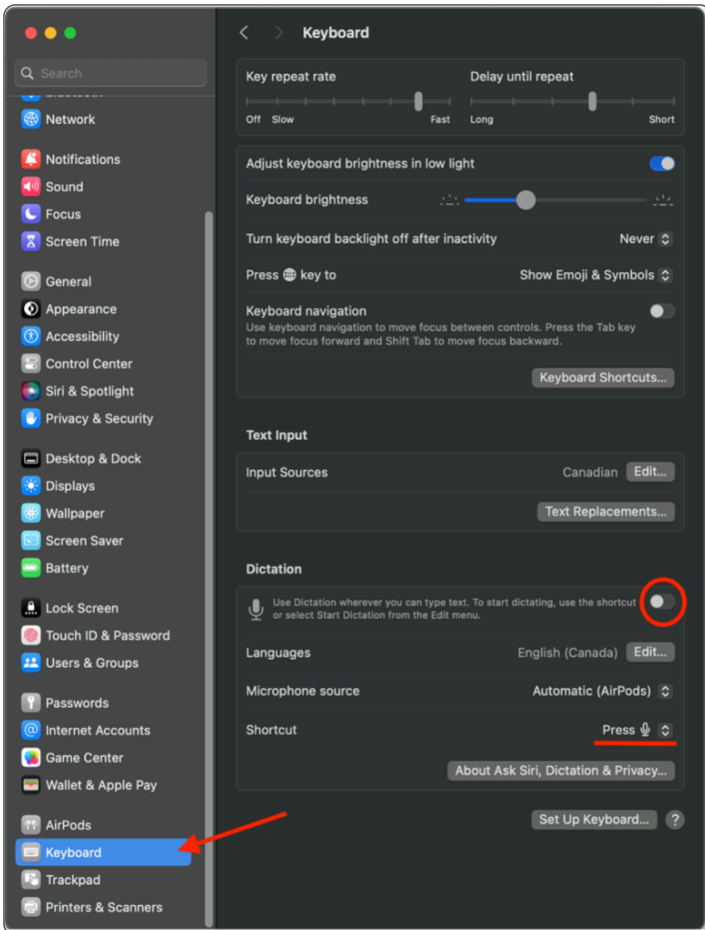 Keyboard
Search
Bluetooth
Network
Notifications
Sound
Focus
Screen Time
General
Appearance
Accessibility
Control Center
Siri & Spotlight
Privacy & Security
Desktop & Dock
Displays
Wallpaper
Screen Saver
Battery
Lock Screen
Touch ID & Password
Users & Groups
Passwords
Internet Accounts
Game Center
Wallet & Apple Pay
AirPods
Keyboard
Trackpad
Printers & Scanners
Key repeat rate Delay until repeat
Off Slow Fast Long Short
Adjust keyboard brightness in low light
Keyboard brightness
Turn keyboard backlight off after inactivity Never
Press key to Show Emoji & Symbols
Keyboard navigation
Use keyboard navigation to move focus between controls. Press the Tab key
to move focus forward and Shift Tab to move focus backward.
Keyboard Shortcuts...
Text Input
Input Sources Canadian Edit...
Text Replacements...
Dictation
Use Dictation wherever you can type text. To start dictating, use the shortcut
or select Start Dictation from the Edit menu.
Languages English (Canada) Edit...
Microphone source Automatic (AirPods)
Shortcut Press
About Ask Siri, Dictation & Privacy...
Set Up Keyboard... ?